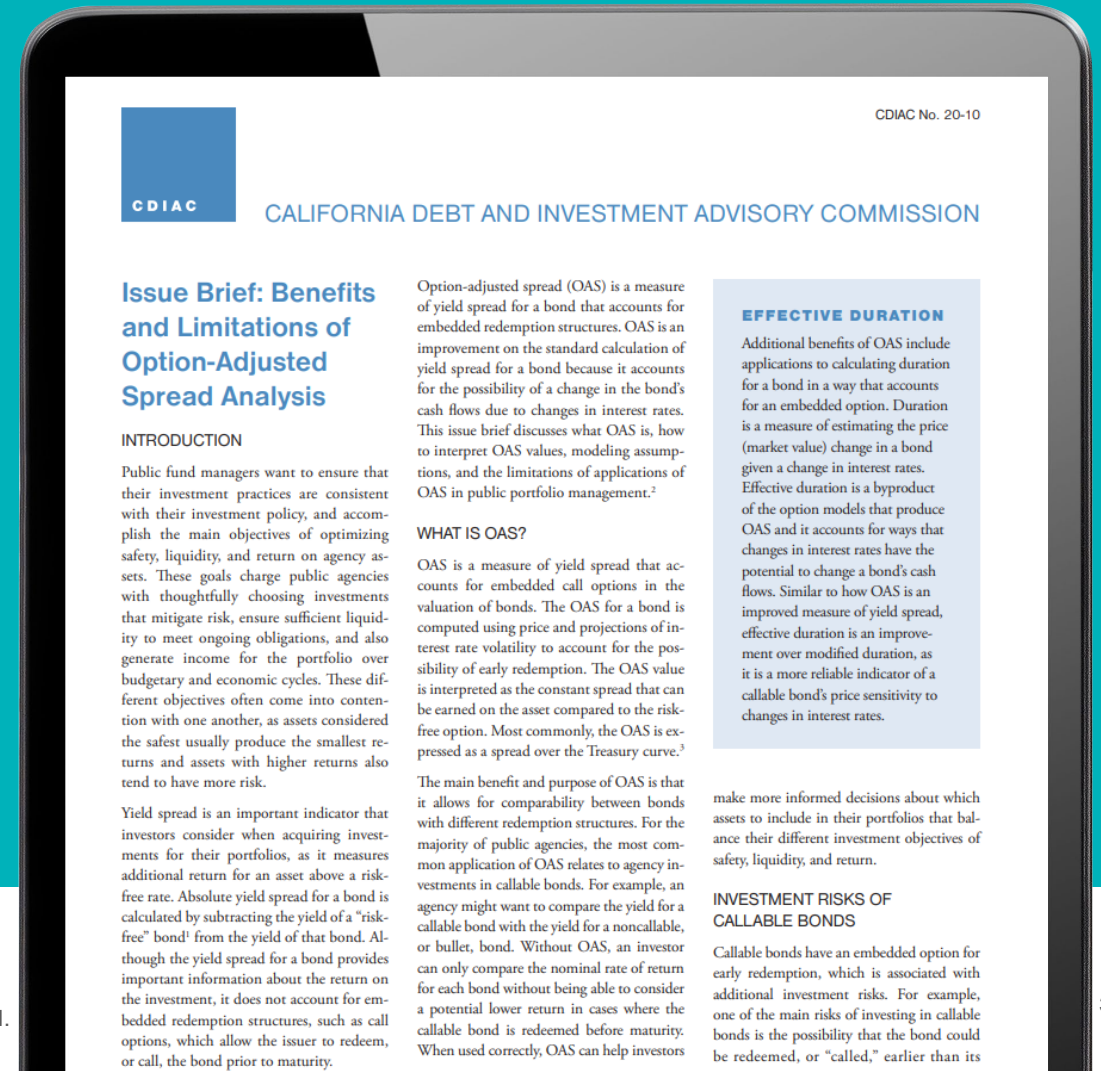 CDIAC No. 20-10
CDIAC
CALIFORNIA DEBT AND INVESTMENT ADVISORY COMMISSION
Issue Brief: Benefits
and Limitations of
Option-Adjusted
Spread Analysis
INTRODUCTION
Public fund managers want to ensure that
their investment practices are consistent
with their investment policy, and accom-
plish the main objectives of optimizing
safety, liquidity, and return on agency as-
sets. These goals charge public agencies
with thoughtfully choosing investments
that mitigate risk, ensure sufficient liquid-
ity to meet ongoing obligations, and also
generate income for the portfolio over
budgetary and economic cycles. These dif-
ferent objectives often come into conten-
tion with one another, as assets considered
the safest usually produce the smallest re-
turns and assets with higher returns also
tend to have more risk.
Yield spread is an important indicator that
investors consider when acquiring invest-
ments for their portfolios, as it measures
additional return for an asset above a risk-
free rate. Absolute yield spread for a bond is
calculated by subtracting the yield of a “risk-
free” bond¹ from the yield of that bond. Al-
though the yield spread for a bond provides
important information about the return on
the investment, it does not account for em-
bedded redemption structures, such as call
options, which allow the issuer to redeem,
or call, the bond prior to maturity.
Option-adjusted spread (OAS) is a measure
of yield spread for a bond that accounts for
embedded redemption structures. OAS is an
improvement on the standard calculation of
yield spread for a bond because it accounts
for the possibility of a change in the bond’s
cash flows due to changes in interest rates.
This issue brief discusses what OAS is, how
to interpret OAS values, modeling assump-
tions, and the limitations of applications of
OAS in public portfolio management.²
WHAT IS OAS?
OAS is a measure of yield spread that ac-
counts for embedded call options in the
valuation of bonds. The OAS for a bond is
computed using price and projections of in-
terest rate volatility to account for the pos-
sibility of early redemption. The OAS value
is interpreted as the constant spread that can
be earned on the asset compared to the risk-
free option. Most commonly, the OAS is ex-
pressed as a spread over the Treasury curve.³
The main benefit and purpose of OAS is that
it allows for comparability between bonds
with different redemption structures. For the
majority of public agencies, the most com-
mon application of OAS relates to agency in-
vestments in callable bonds. For example, an
agency might want to compare the yield for a
callable bond with the yield for a noncallable,
or bullet, bond. Without OAS, an investor
can only compare the nominal rate of return
for each bond without being able to consider
a potential lower return in cases where the
callable bond is redeemed before maturity.
When used correctly, OAS can help investors
EFFECTIVE DURATION
Additional benefits of OAS include
applications to calculating duration
for a bond in a way that accounts
for an embedded option. Duration
is a measure of estimating the price
(market value) change in a bond
given a change in interest rates.
Effective duration is a byproduct
of the option models that produce
OAS and it accounts for ways that
changes in interest rates have the
potential to change a bond’s cash
flows. Similar to how OAS is an
improved measure of yield spread,
effective duration is an improve-
ment over modified duration, as
it is a more reliable indicator of a
callable bond’s price sensitivity to
changes in interest rates.
make more informed decisions about which
assets to include in their portfolios that bal-
ance their different investment objectives of
safety, liquidity, and return.
INVESTMENT RISKS OF
CALLABLE BONDS
Callable bonds have an embedded option for
early redemption, which is associated with
additional investment risks. For example,
one of the main risks of investing in callable
bonds is the possibility that the bond could
be redeemed, or “called,” earlier than its